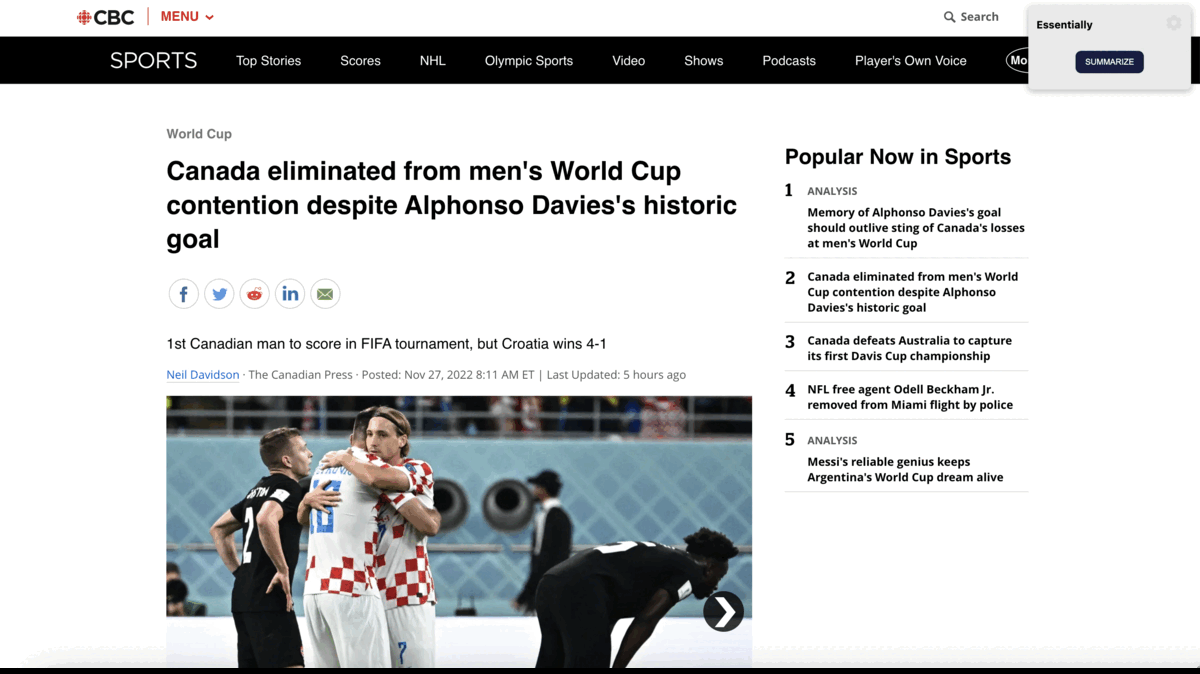 CBC
MENU
Search
Essentially
SUMMARIZE
SPORTS
Top Stories
Scores
NHL
Olympic Sports
Video
Shows
Podcasts
Player's Own Voice
World Cup
Canada eliminated from men's World Cup
contention despite Alphonso Davies's historic
goal
1st Canadian man to score in FIFA tournament, but Croatia wins 4-1
Neil Davidson · The Canadian Press · Posted: Nov 27, 2022 8:11 AM ET | Last Updated: 5 hours ago
2
7
Popular Now in Sports
1 ANALYSIS
Memory of Alphonso Davies's goal
should outlive sting of Canada's losses
at men's World Cup
2 Canada eliminated from men's World
Cup contention despite Alphonso
Davies's historic goal
3 Canada defeats Australia to capture
its first Davis Cup championship
4 NFL free agent Odell Beckham Jr.
removed from Miami flight by police
5 ANALYSIS
Messi's reliable genius keeps
Argentina's World Cup dream alive